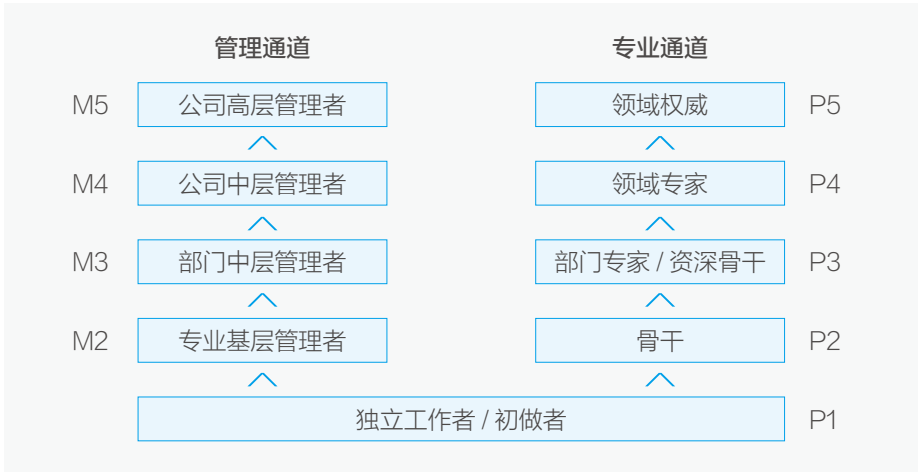 管理通道 专业通道
M5 公司高层管理者 领域权威 P5
M4 公司中层管理者 领域专家 P4
M3 部门中层管理者 部门专家 / 资深骨干 P3
M2 专业基层管理者 骨干 P2
独立工作者 / 初做者 P1